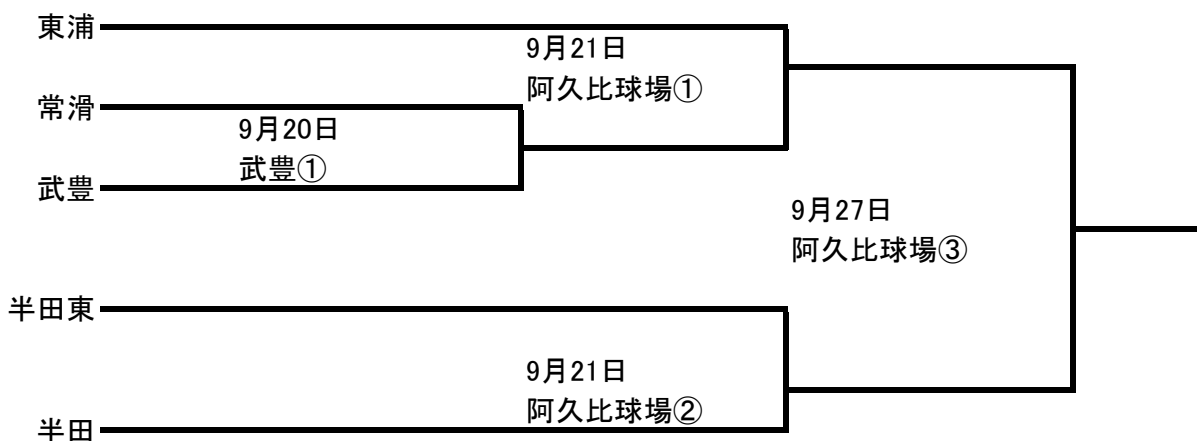 東浦
9月21日
阿久比球場①
常滑
9月20日
武豊①
武豊
9月27日
阿久比球場③
半田東
9月21日
阿久比球場②
半田